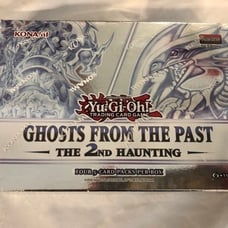 KONAMI
Yu-Gi-Oh!
TRADING CARD GAME
GHOSTS FROM THE PAST
THE 2ND HAUNTING
FOUR 5-CARD PACKS PER BOX